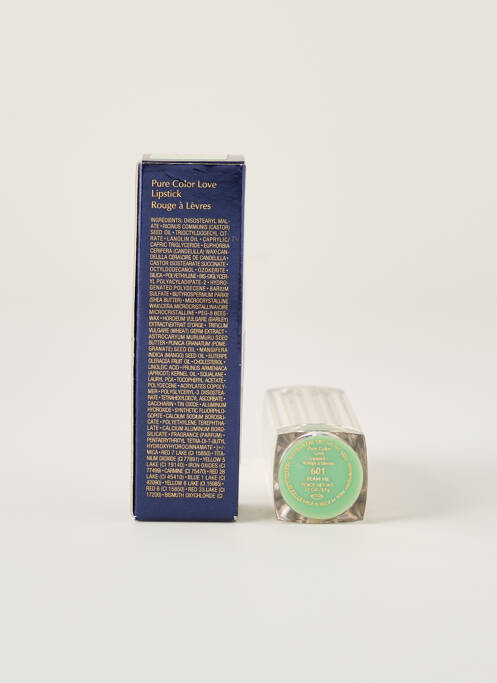 Pure Color Love
Lipstick
Rouge à Lèvres
INGREDIENTS: DIISOSTEARYL MAL-
ATE • RICINUS COMMUNIS (CASTOR)
SEED OIL • TRIOCTYLDODECYL CIT-
RATE • LANOLIN OIL • CAPRYLIC/
CAPRIC TRIGLYCERIDE • EUPHORBIA
CERIFERA (CANDELILLA) WAX\CAN-
DELILLA CERA\CIRE DE CANDELILLA •
CASTOR ISOSTEARATE SUCCINATE •
OCTYLDODECANOL • OZOKERITE •
SILICA • POLYETHYLENE • BIS-DIGLYCER-
YL POLYACYLADIPATE-2 • HYDRO-
GENATED POLYDECENE • BARIUM
SULFATE • BUTYROSPERMUM PARKII
(SHEA BUTTER) • MICROCRYSTALLINE
WAX\CERA MICROCRISTALLINA\CIRE
MICROCRISTALLINE • PEG-8 BEES-
WAX • HORDEUM VULGARE (BARLEY)
EXTRACT\EXTRAIT D'ORGE • TRITICUM
VULGARE (WHEAT) GERM EXTRACT •
ASTROCARYUM MURUMURU SEED
BUTTER • PUNICA GRANATUM (POME-
GRANATE) SEED OIL • MANGIFERA
INDICA (MANGO) SEED OIL • EUTERPE
OLERACEA FRUIT OIL • CHOLESTEROL •
LINOLEIC ACID • PRUNUS ARMENIACA
(APRICOT) KERNEL OIL • SQUALANE •
LAURYL PCA • TOCOPHERYL ACETATE •
POLYDECENE • ACRYLATES COPOLY-
MER • POLYGLYCERYL-3 DIISOSTEA-
RATE • TETRAHEXYLDECYL ASCORBATE •
SACCHARIN • TIN OXIDE • ALUMINUM
HYDROXIDE • SYNTHETIC FLUORPHLO-
GOPITE • CALCIUM SODIUM BOROSILI-
CATE • POLYETHYLENE TEREPHTHA-
LATE • CALCIUM ALUMINUM BORO-
SILICATE • FRAGRANCE (PARFUM) •
PENTAERYTHRITYL TETRA-DI-T-BUTYL
HYDROXYHYDROCINNAMATE • [+/-
MICA • RED 7 LAKE (CI 15850) • TITA-
NIUM DIOXIDE (CI 77891) • YELLOW 5
LAKE (CI 19140) • IRON OXIDES (CI
77499) • CARMINE (CI 75470) • RED 28
LAKE (CI 45410) • BLUE 1 LAKE (CI
42090) • YELLOW 6 LAKE (CI 15985) •
RED 6 (CI 15850) • RED 33 LAKE (CI
17200) • BISMUTH OXYCHLORIDE (CI
Pure Color
Love
Lipstick
Rouge à Lèvres
601